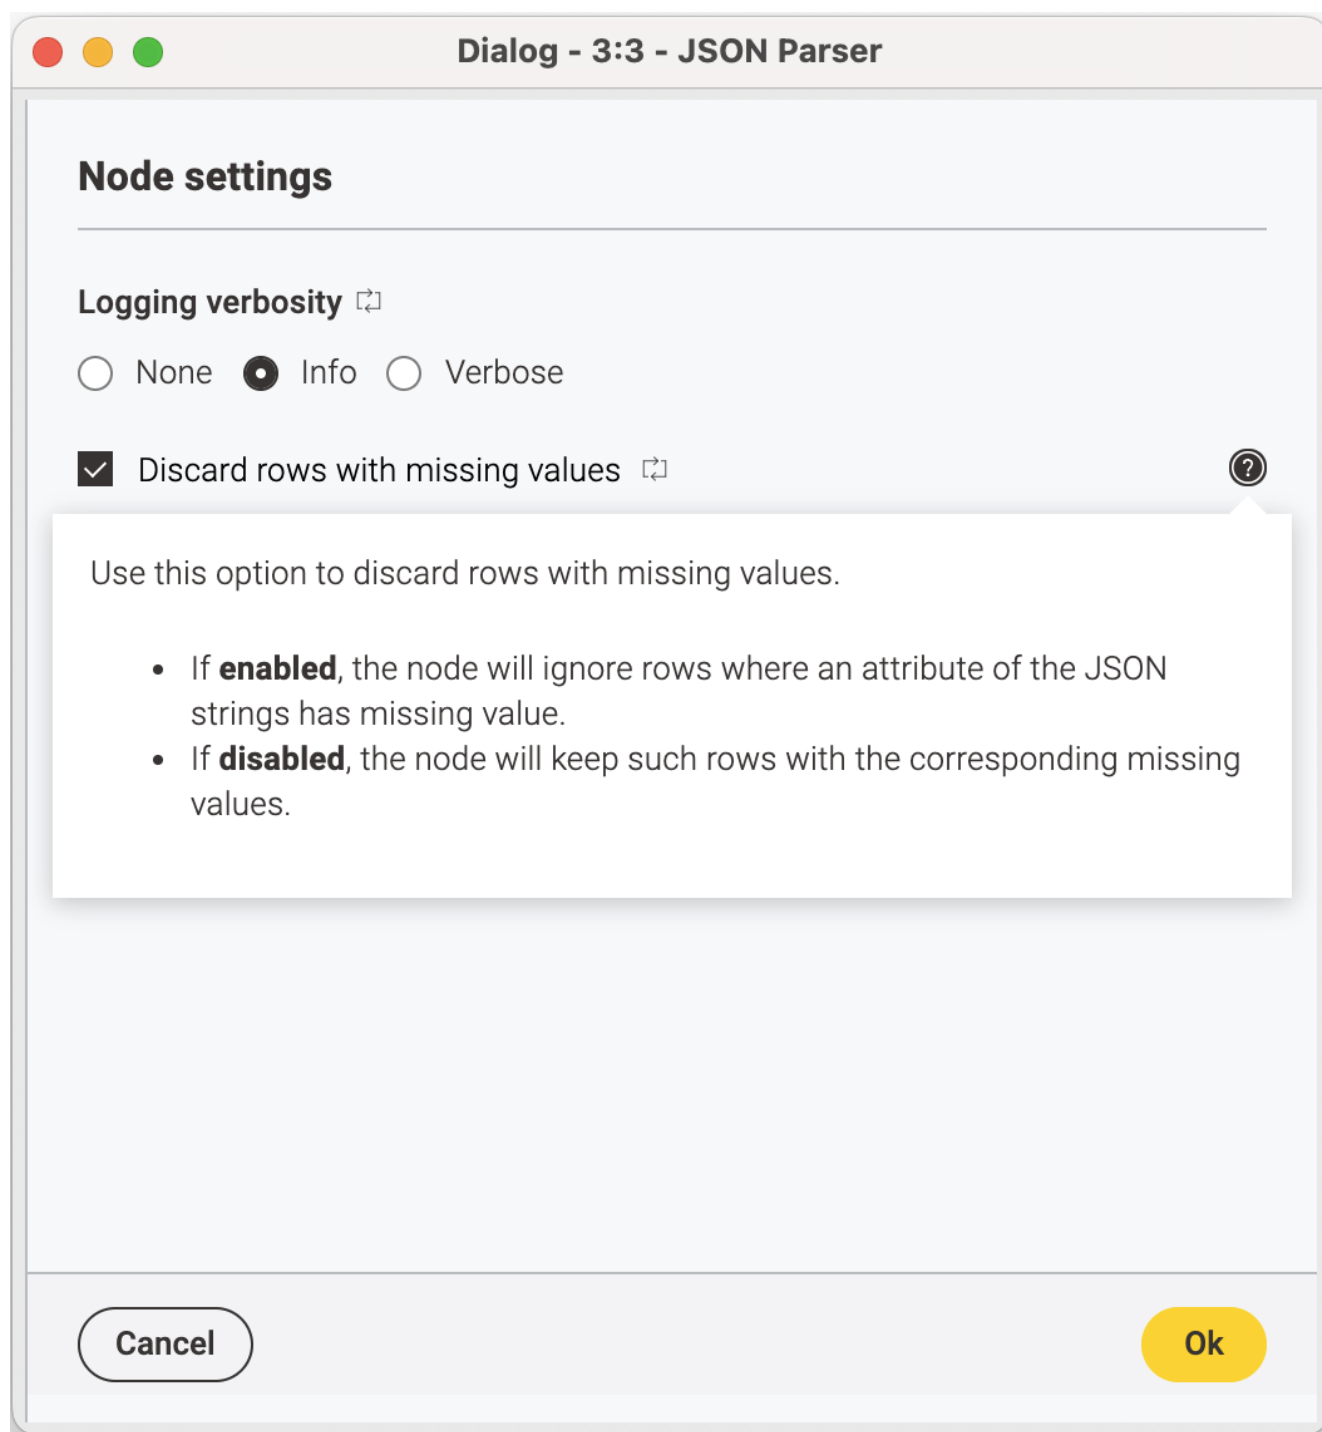 Dialog - 3:3 - JSON Parser
Node settings
Logging verbosity
None Info Verbose
Discard rows with missing values ?
Use this option to discard rows with missing values.
• If enabled, the node will ignore rows where an attribute of the JSON
strings has missing value.
• If disabled, the node will keep such rows with the corresponding missing
values.
Cancel Ok